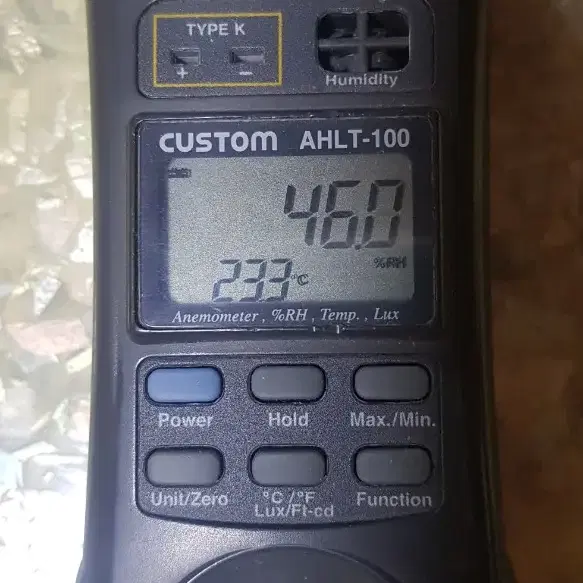 TYPE K
+ −
Humidity
CUSTOM AHLT-100
46.0
%RH
23.3 °C
Anemometer , %RH , Temp. , Lux
Power Hold Max./Min.
Unit/Zero °C /°F Function
Lux/Ft-cd